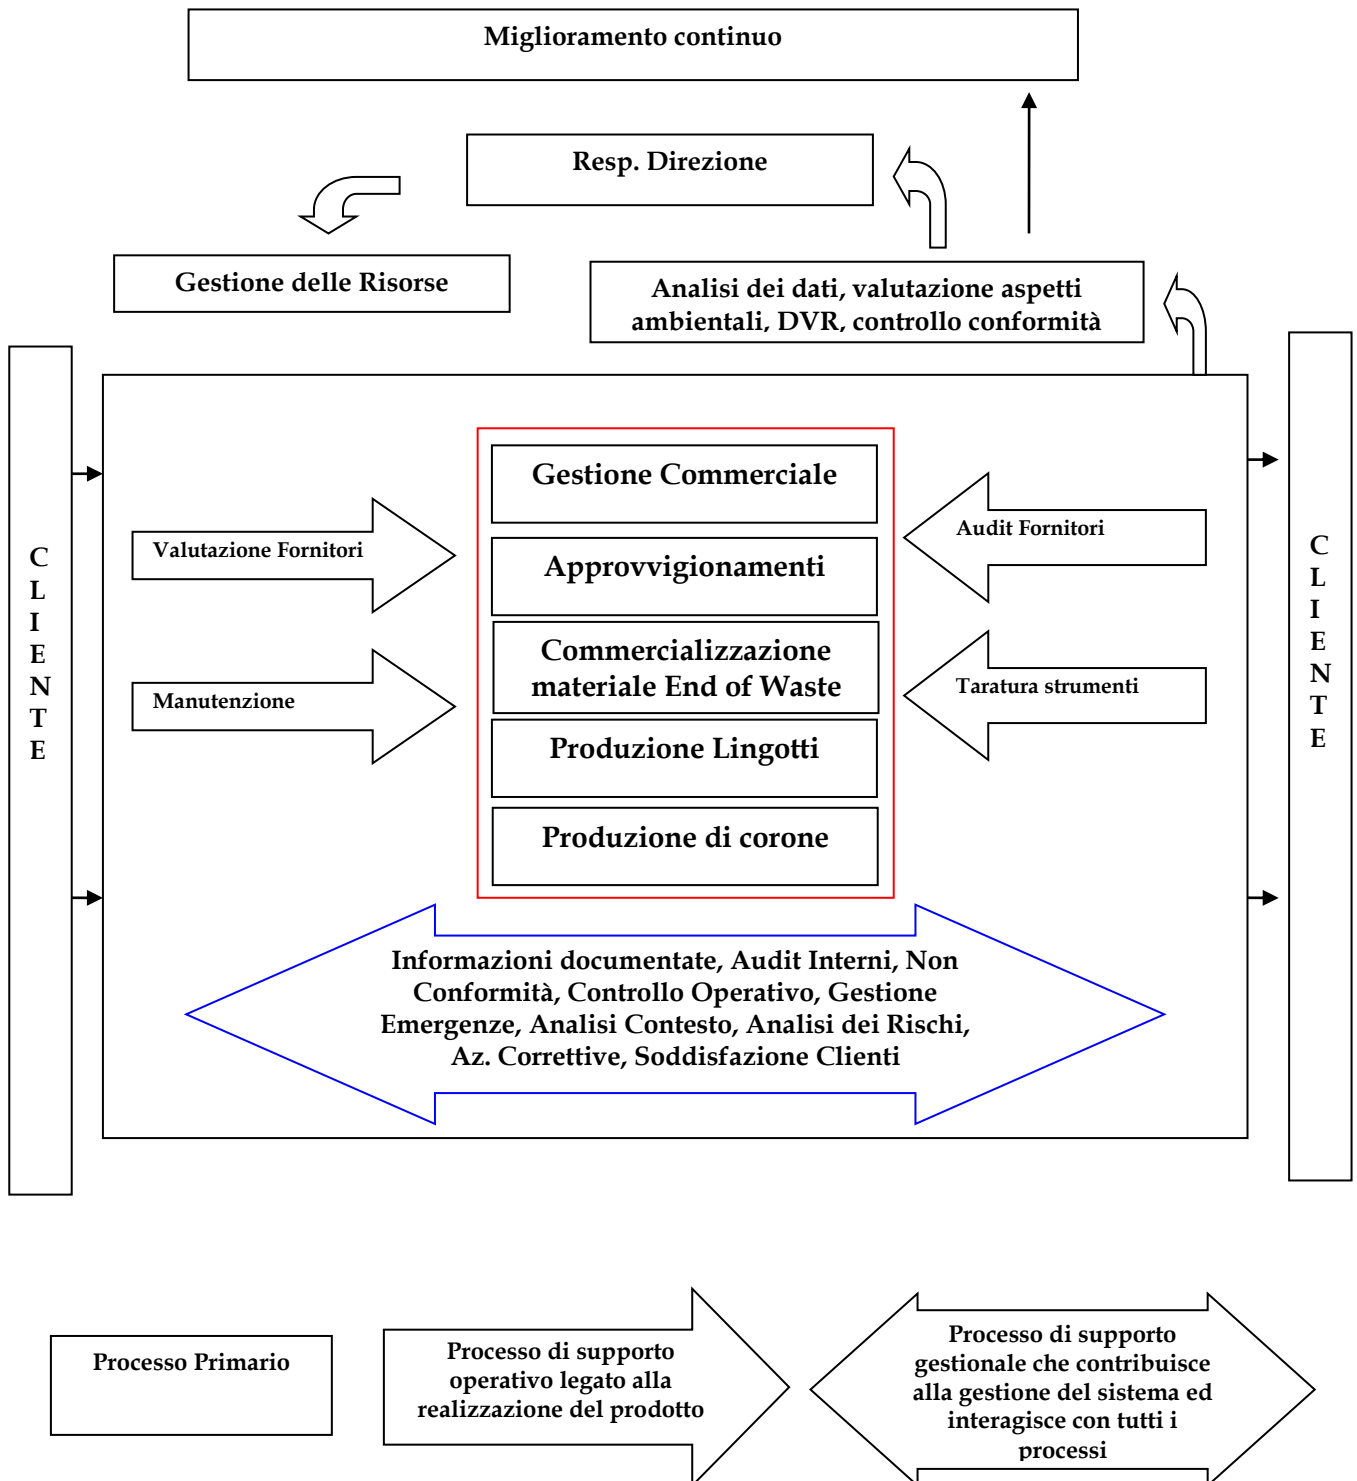 Miglioramento continuo
Resp. Direzione
Gestione delle Risorse
Analisi dei dati, valutazione aspetti
ambientali, DVR, controllo conformità
CLIENTE
Gestione Commerciale
Valutazione Fornitori
Audit Fornitori
Approvvigionamenti
Commercializzazione
materiale End of Waste
Manutenzione
Taratura strumenti
Produzione Lingotti
Produzione di corone
CLIENTE
Informazioni documentate, Audit Interni, Non
Conformità, Controllo Operativo, Gestione
Emergenze, Analisi Contesto, Analisi dei Rischi,
Az. Correttive, Soddisfazione Clienti
Processo Primario
Processo di supporto
operativo legato alla
realizzazione del prodotto
Processo di supporto
gestionale che contribuisce
alla gestione del sistema ed
interagisce con tutti i
processi